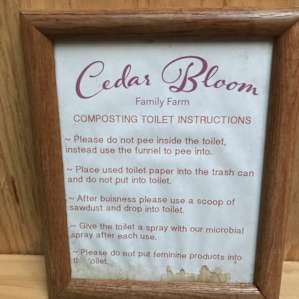 Cedar Bloom
Family Farm
COMPOSTING TOILET INSTRUCTIONS
~ Please do not pee inside the toilet,
instead use the funnel to pee into.
~ Place used toilet paper into the trash can
and do not put into toilet.
~ After buisness please use a scoop of
sawdust and drop into toilet.
~ Give the toilet a spray with our microbial
spray after each use.
~ Please do not put feminine products into
the toilet.